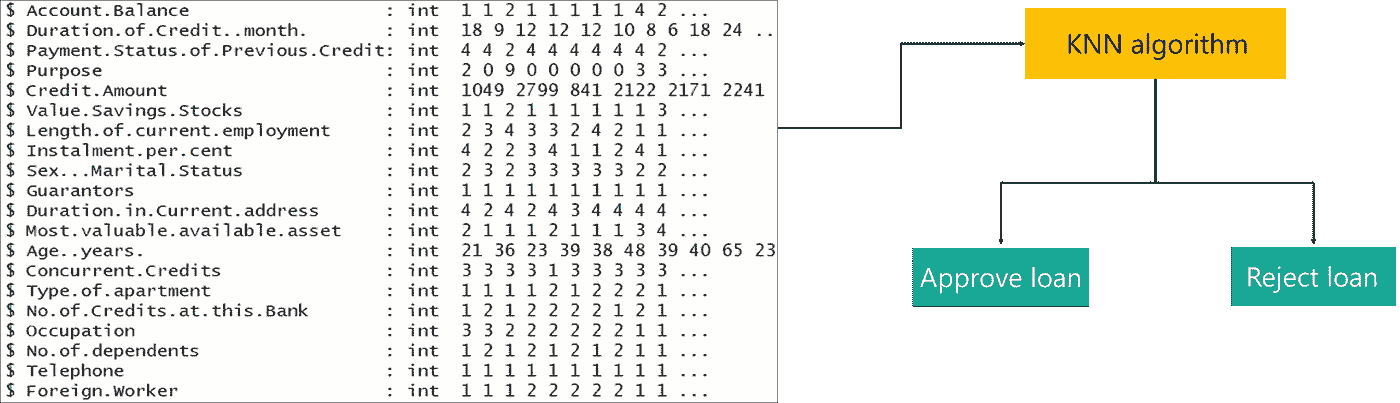 $ Account.Balance : int 1 1 2 1 1 1 1 1 4 2 ...
$ Duration.of.Credit..month. : int 18 9 12 12 12 10 8 6 18 24 ..
$ Payment.Status.of.Previous.Credit: int 4 4 2 4 4 4 4 4 4 2 ...
$ Purpose : int 2 0 9 0 0 0 0 0 3 3 ...
$ Credit.Amount : int 1049 2799 841 2122 2171 2241
$ Value.Savings.Stocks : int 1 1 2 1 1 1 1 1 1 3 ...
$ Length.of.current.employment : int 2 3 4 3 3 2 4 2 1 1 ...
$ Instalment.per.cent : int 4 2 2 3 4 1 1 2 4 1 ...
$ Sex...Marital.Status : int 2 3 2 3 3 3 3 3 2 2 ...
$ Guarantors : int 1 1 1 1 1 1 1 1 1 1 ...
$ Duration.in.Current.address : int 4 2 4 2 4 3 4 4 4 4 ...
$ Most.valuable.available.asset : int 2 1 1 1 2 1 1 1 3 4 ...
$ Age..years. : int 21 36 23 39 38 48 39 40 65 23
$ Concurrent.Credits : int 3 3 3 3 1 3 3 3 3 3 ...
$ Type.of.apartment : int 1 1 1 1 2 1 2 2 2 1 ...
$ No.of.Credits.at.this.Bank : int 1 2 1 2 2 2 2 1 2 1 ...
$ Occupation : int 3 3 2 2 2 2 2 2 1 1 ...
$ No.of.dependents : int 1 2 1 2 1 2 1 2 1 1 ...
$ Telephone : int 1 1 1 1 1 1 1 1 1 1 ...
$ Foreign.Worker : int 1 1 1 2 2 2 2 2 1 1 ...
KNN algorithm
Approve loan
Reject loan